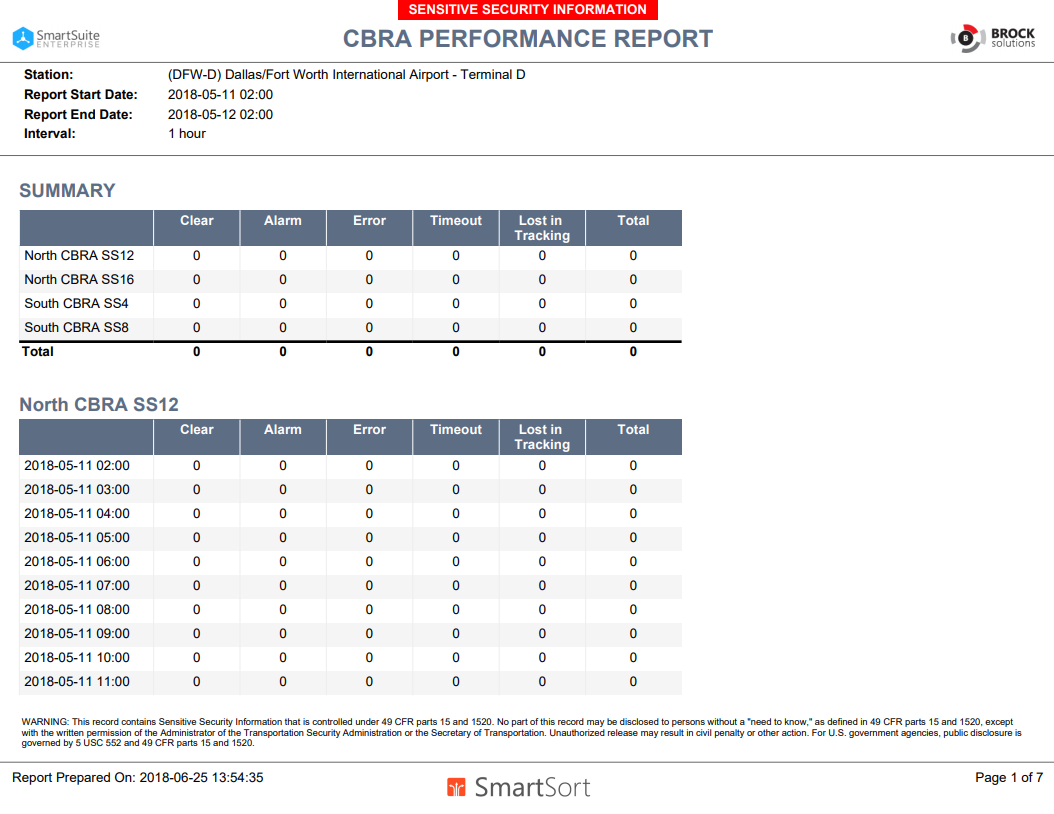 SENSITIVE SECURITY INFORMATION
SmartSuite
ENTERPRISE
CBRA PERFORMANCE REPORT
B
BROCK
solutions
Station: (DFW-D) Dallas/Fort Worth International Airport - Terminal D
Report Start Date: 2018-05-11 02:00
Report End Date: 2018-05-12 02:00
Interval: 1 hour
SUMMARY
Clear Alarm Error Timeout Lost in Tracking Total
North CBRA SS12 0 0 0 0 0 0
North CBRA SS16 0 0 0 0 0 0
South CBRA SS4 0 0 0 0 0 0
South CBRA SS8 0 0 0 0 0 0
Total 0 0 0 0 0 0
North CBRA SS12
Clear Alarm Error Timeout Lost in Tracking Total
2018-05-11 02:00 0 0 0 0 0 0
2018-05-11 03:00 0 0 0 0 0 0
2018-05-11 04:00 0 0 0 0 0 0
2018-05-11 05:00 0 0 0 0 0 0
2018-05-11 06:00 0 0 0 0 0 0
2018-05-11 07:00 0 0 0 0 0 0
2018-05-11 08:00 0 0 0 0 0 0
2018-05-11 09:00 0 0 0 0 0 0
2018-05-11 10:00 0 0 0 0 0 0
2018-05-11 11:00 0 0 0 0 0 0
WARNING: This record contains Sensitive Security Information that is controlled under 49 CFR parts 15 and 1520. No part of this record may be disclosed to persons without a "need to know," as defined in 49 CFR parts 15 and 1520, except
with the written permission of the Administrator of the Transportation Security Administration or the Secretary of Transportation. Unauthorized release may result in civil penalty or other action. For U.S. government agencies, public disclosure is
governed by 5 USC 552 and 49 CFR parts 15 and 1520.
Report Prepared On: 2018-06-25 13:54:35
SmartSort
Page 1 of 7